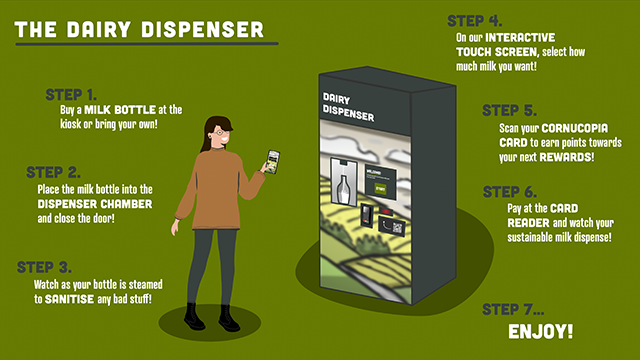 THE DAIRY DISPENSER
STEP 1.
Buy a MILK BOTTLE at the
kiosk or bring your own!
STEP 2.
Place the milk bottle into the
DISPENSER CHAMBER
and close the door!
STEP 3.
Watch as your bottle is steamed
to SANITISE any bad stuff!
DAIRY
DISPENSER
WELCOME
START
STEP 4.
On our INTERACTIVE
TOUCH SCREEN, select how
much milk you want!
STEP 5.
Scan your CORNUCOPIA
CARD to earn points towards
your next REWARDS!
STEP 6.
Pay at the CARD
READER and watch your
sustainable milk dispense!
STEP 7...
ENJOY!